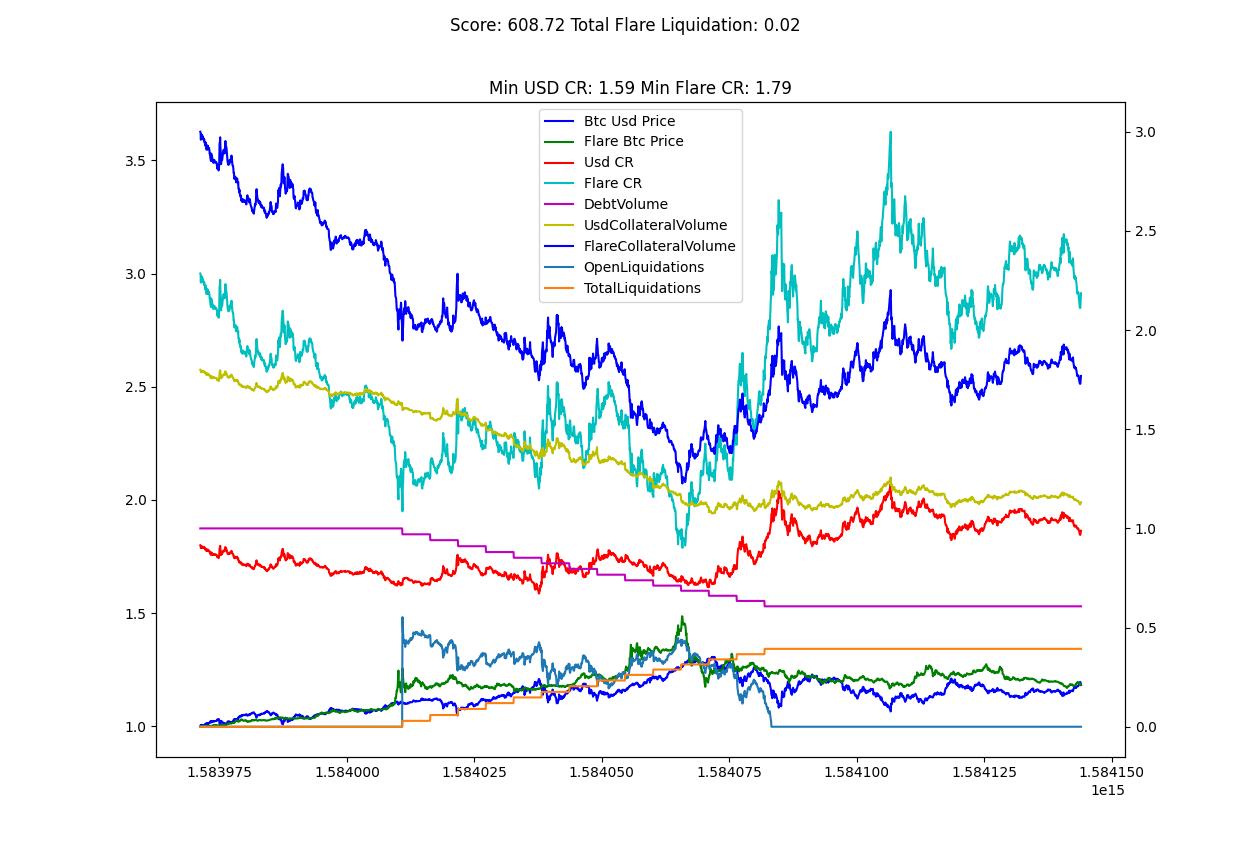 Score: 608.72 Total Flare Liquidation: 0.02
Min USD CR: 1.59 Min Flare CR: 1.79
Btc Usd Price
Flare Btc Price
Usd CR
Flare CR
DebtVolume
UsdCollateralVolume
FlareCollateralVolume
OpenLiquidations
TotalLiquidations
3.5
3.0
2.5
2.0
1.5
1.0
3.0
2.5
2.0
1.5
1.0
0.5
0.0
1.583975 1.584000 1.584025 1.584050 1.584075 1.584100 1.584125 1.584150
1e15